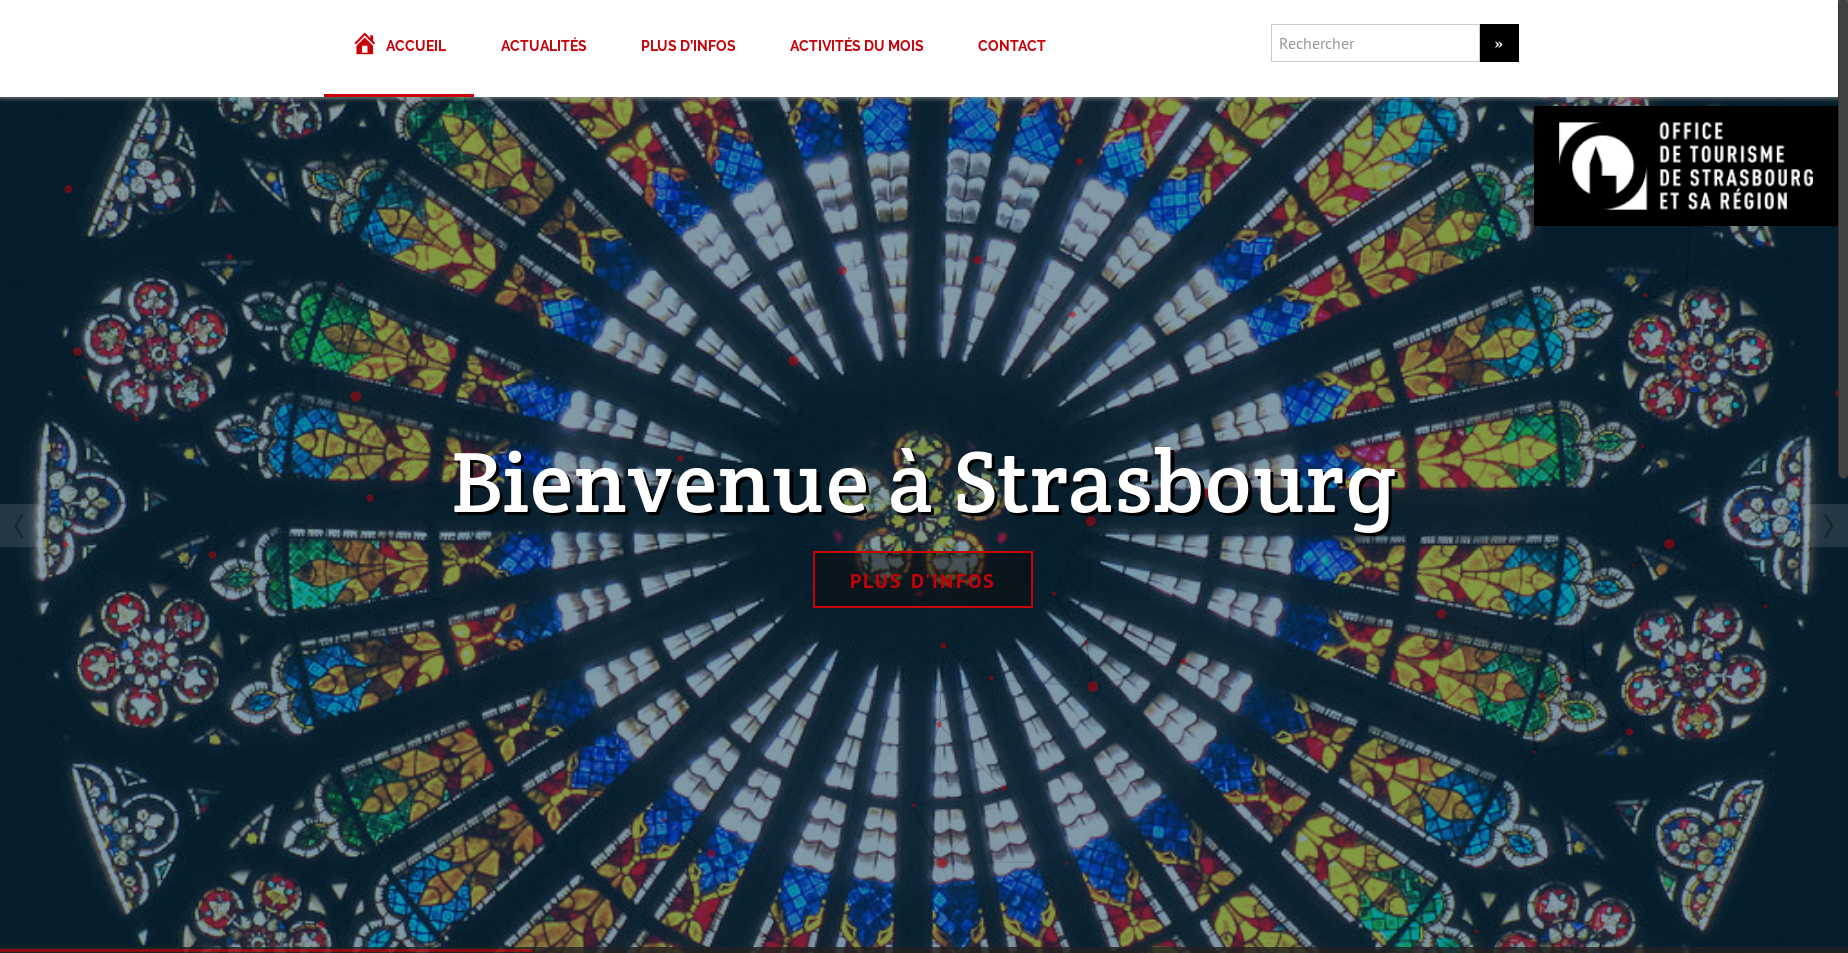 ACCUEIL
ACTUALITÉS
PLUS D'INFOS
ACTIVITÉS DU MOIS
CONTACT
Rechercher
»
OFFICE
DE TOURISME
DE STRASBOURG
ET SA RÉGION
Bienvenue à Strasbourg
PLUS D'INFOS